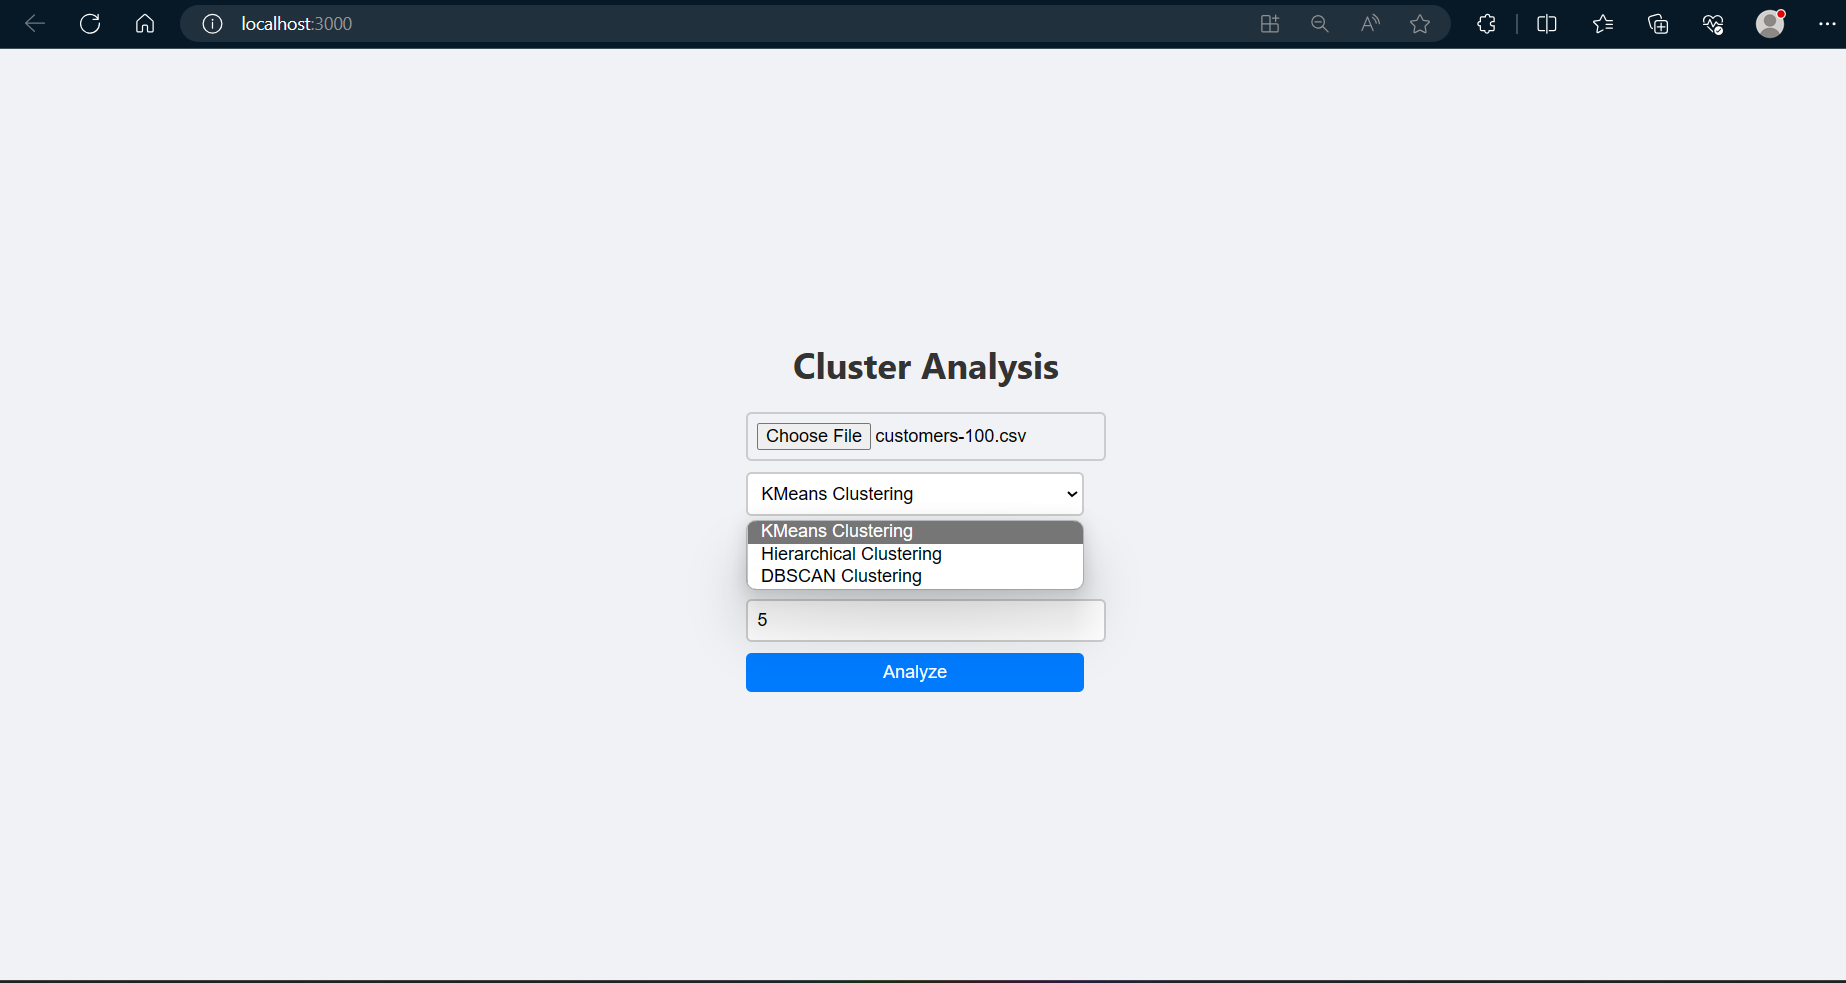 localhost:3000
Cluster Analysis
Choose File customers-100.csv
KMeans Clustering
KMeans Clustering
Hierarchical Clustering
DBSCAN Clustering
5
Analyze